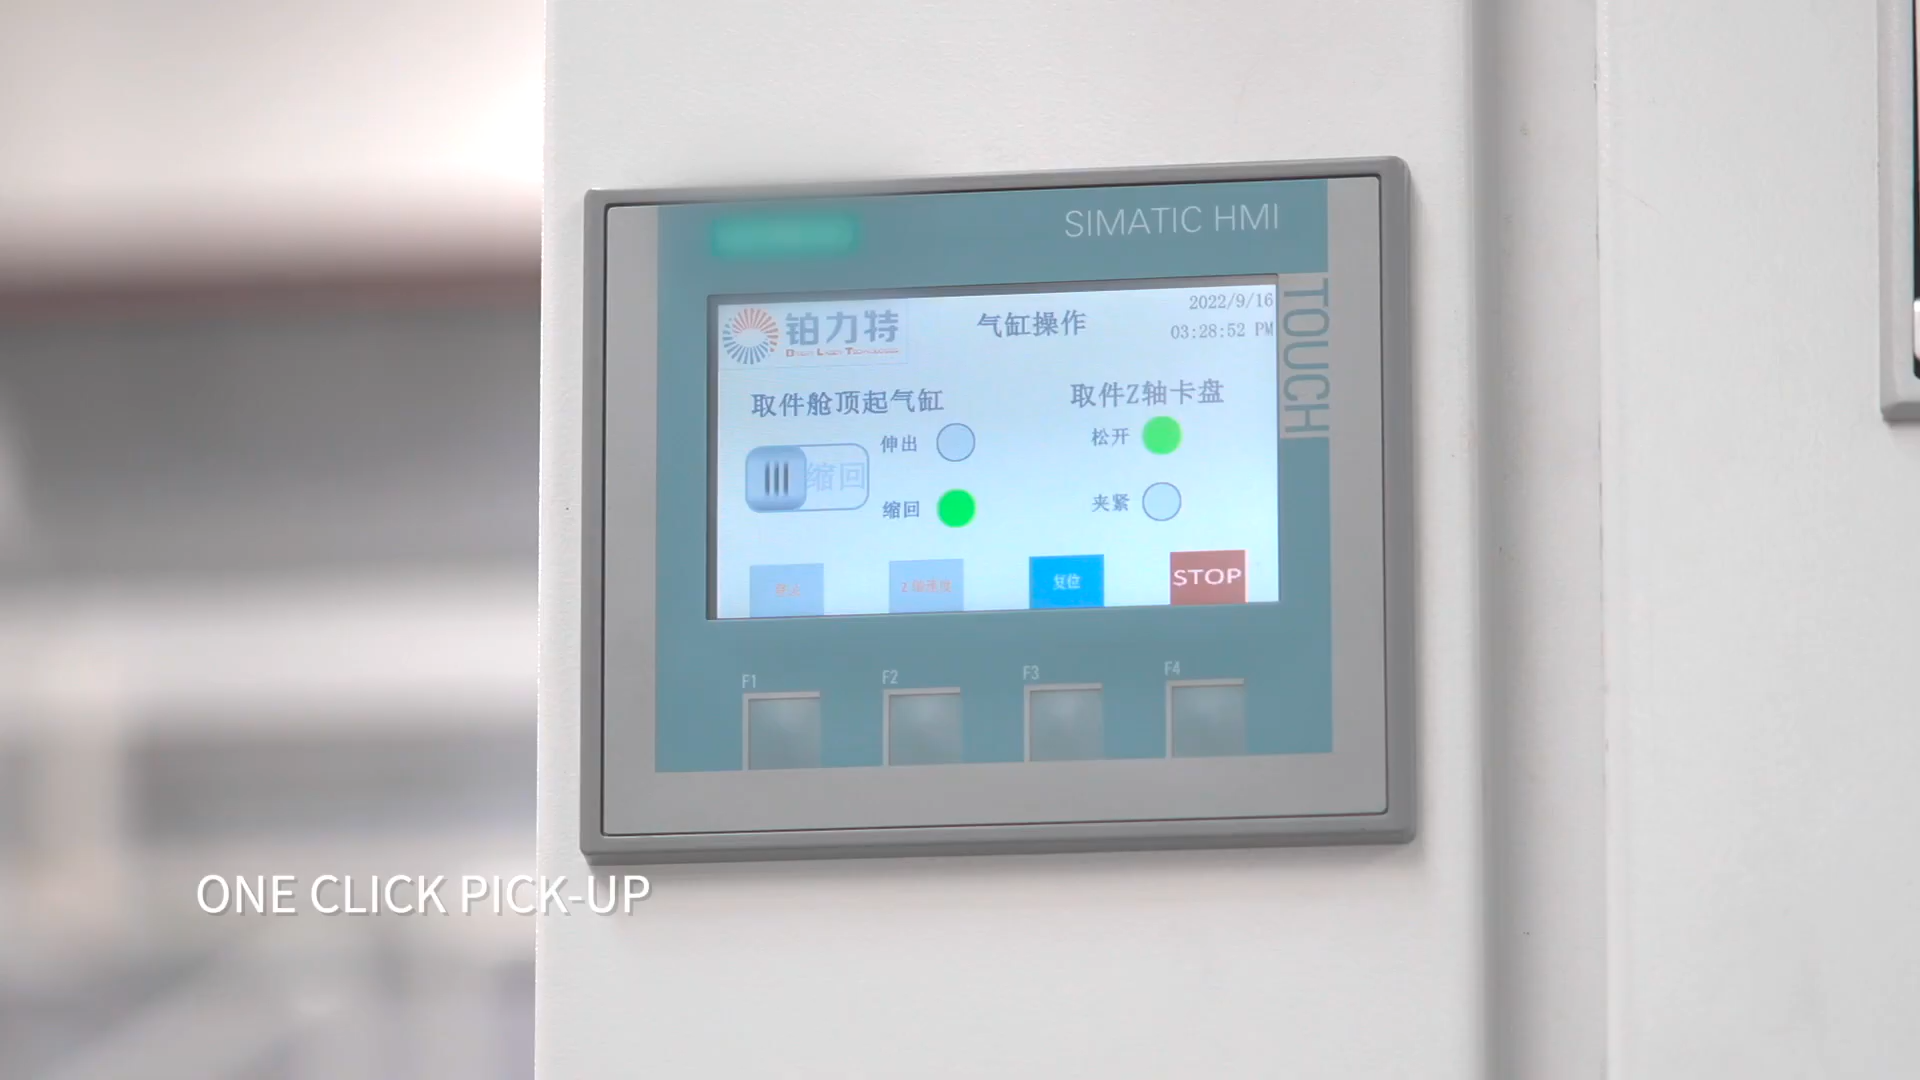 SIMATIC HMI
TOUCH
铂力特
气缸操作
2022/9/16
03:28:52 PM
取件舱顶起气缸
取件Z轴卡盘
伸出
松开
缩回
缩回
夹紧
复位
STOP
F1
F2
F3
F4
ONE CLICK PICK-UP